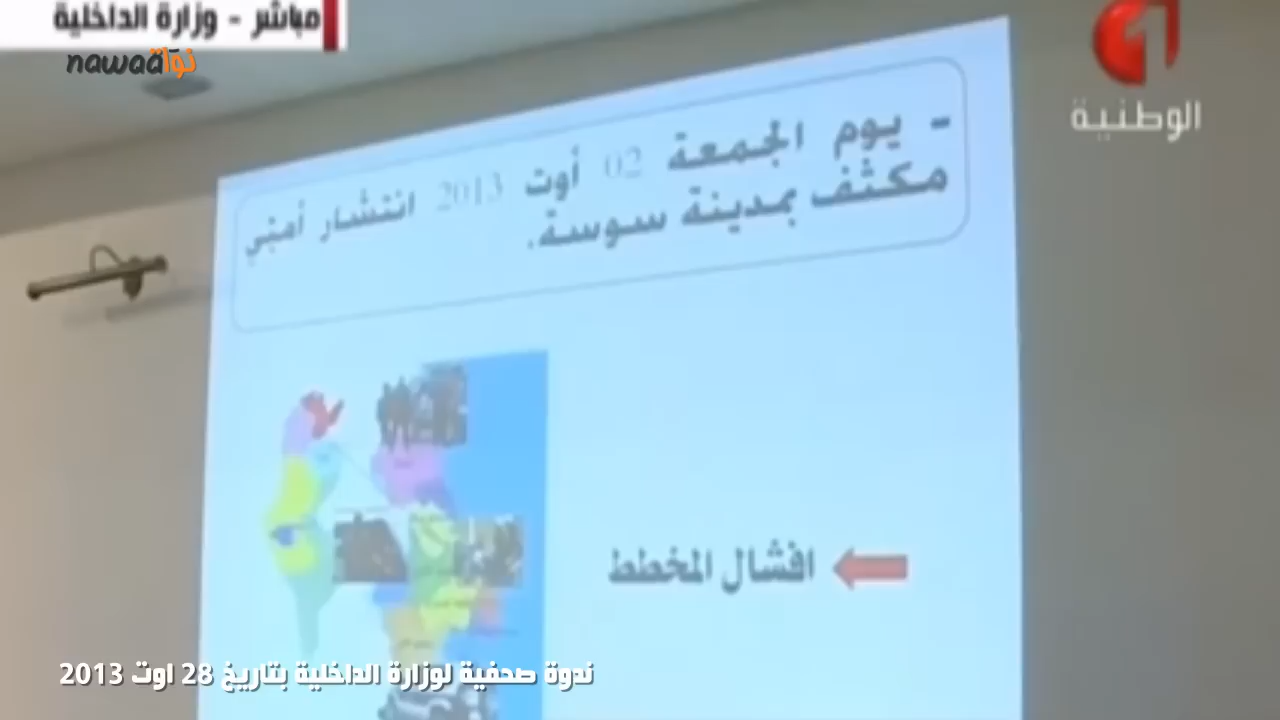 مباشر - وزارة الداخلية
nawaat نواة
الوطنية
- يوم الجمعة 02 أوت 2013 انتشار أمني
مكثف بمدينة سوسة.
افشال المخطط
ندوة صحفية لوزارة الداخلية بتاريخ 28 اوت 2013